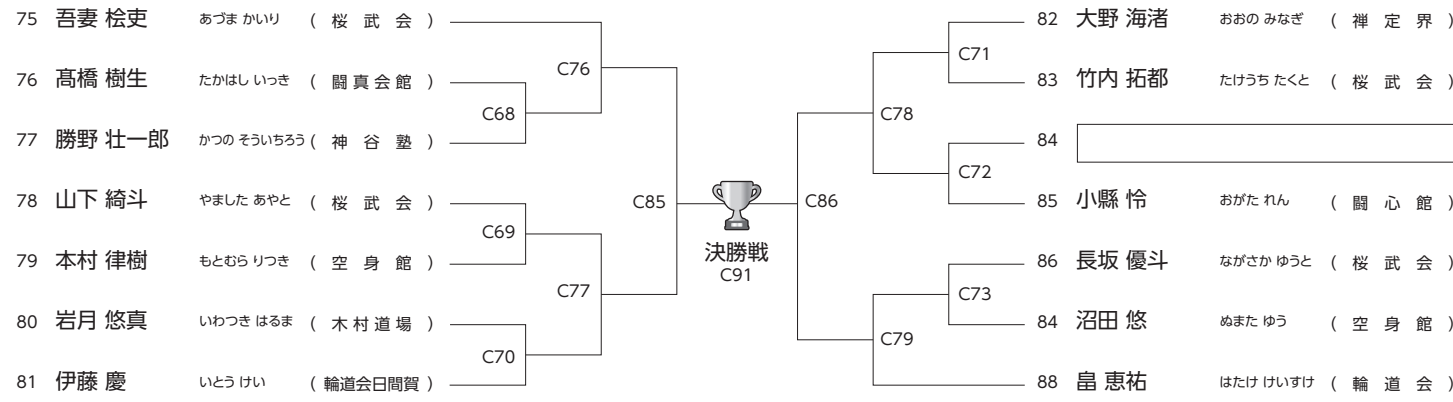 75 吾妻 桧吏 あづま かいり ( 桜 武 会 )
76 髙橋 樹生 たかはし いっき ( 闘 真 会 館 )
77 勝野 壮一郎 かつの そういちろう ( 神 谷 塾 )
78 山下 綺斗 やました あやと ( 桜 武 会 )
79 本村 律樹 もとむら りつき ( 空 身 館 )
80 岩月 悠真 いわつき はるま ( 木 村 道 場 )
81 伊藤 慶 いとう けい ( 輪道会日間賀 )
C76
C68
C69
C77
C70
C85
決勝戦
C91
C86
C71
C78
C72
C73
C79
82 大野 海渚 おおの みなぎ ( 禅 定 界 )
83 竹内 拓都 たけうち たくと ( 桜 武 会 )
84
85 小縣 怜 おがた れん ( 闘 心 館 )
86 長坂 優斗 ながさか ゆうと ( 桜 武 会 )
84 沼田 悠 ぬまた ゆう ( 空 身 館 )
88 畠 恵祐 はたけ けいすけ ( 輪 道 会 )